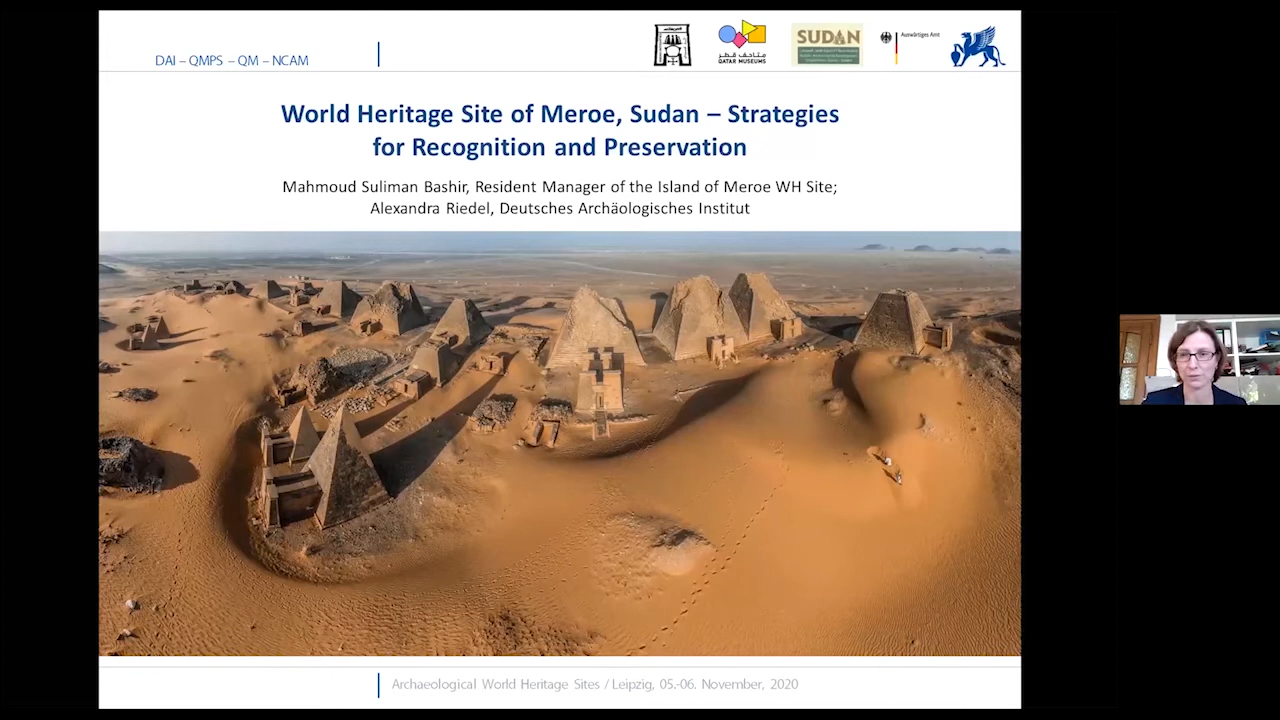 DAI – QMPS – QM – NCAM
متاحف قطر
QATAR MUSEUMS
SUDAN
Auswärtiges Amt
World Heritage Site of Meroe, Sudan – Strategies
for Recognition and Preservation
Mahmoud Suliman Bashir, Resident Manager of the Island of Meroe WH Site;
Alexandra Riedel, Deutsches Archäologisches Institut
Archaeological World Heritage Sites / Leipzig, 05.-06. November, 2020